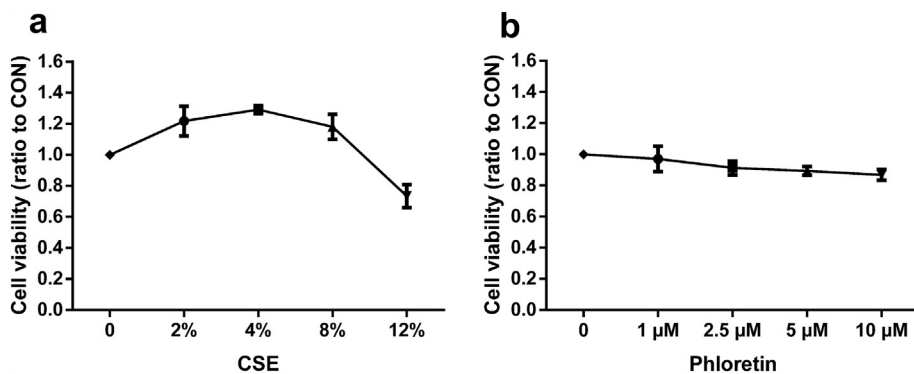 a
Cell viability (ratio to CON)
1.6
1.4
1.2
1.0
0.8
0.6
0.4
0.2
0.0
0 2% 4% 8% 12%
CSE
b
Cell viability (ratio to CON)
1.6
1.4
1.2
1.0
0.8
0.6
0.4
0.2
0.0
0 1 μM 2.5 μM 5 μM 10 μM
Phloretin